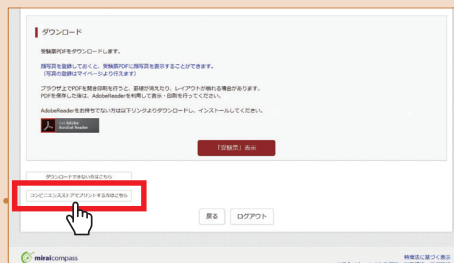 ダウンロード
受験票PDFをダウンロードします。
顔写真を登録しておくと、受験票PDFに顔写真を表示することができます。
(写真の登録はマイページより行えます)
ブラウザ上でPDFを開き印刷を行うと、罫線が消えたり、レイアウトが崩れる場合があります。
PDFを保存した後は、AdobeReaderを利用して表示・印刷を行ってください。
AdobeReaderをお持ちでない方は以下リンクよりダウンロードし、インストールしてください。
Get Adobe
Acrobat Reader
「受験票」表示
ダウンロードできない方はこちら
コンビニエンスストアでプリントする方はこちら
戻る ログアウト
miraicompass
特商法に基づく表示